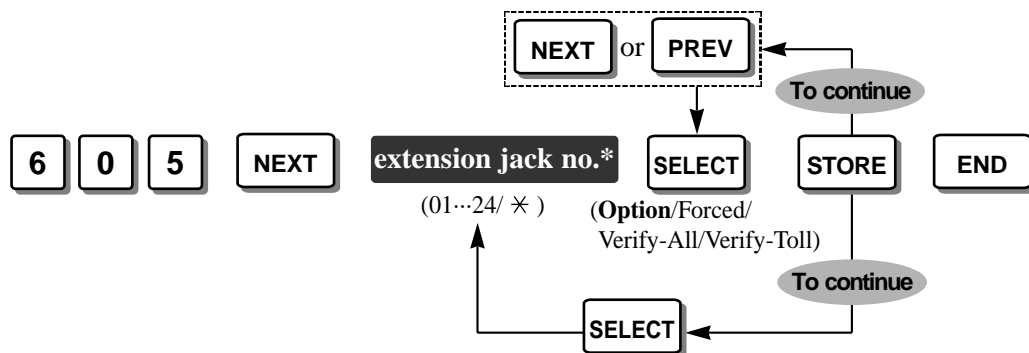 NEXT or PREV
To continue
6 0 5 NEXT extension jack no.* SELECT STORE END
(01···24/ ✳ )
(Option/Forced/
Verify-All/Verify-Toll)
To continue
SELECT